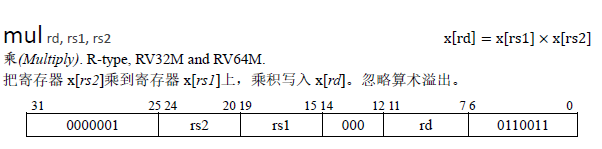 mul rd, rs1, rs2 x[rd] = x[rs1] × x[rs2]
乘(Multiply). R-type, RV32M and RV64M.
把寄存器 x[rs2]乘到寄存器 x[rs1]上，乘积写入 x[rd]。忽略算术溢出。
31 25 24 20 19 15 14 12 11 7 6 0
0000001 rs2 rs1 000 rd 0110011